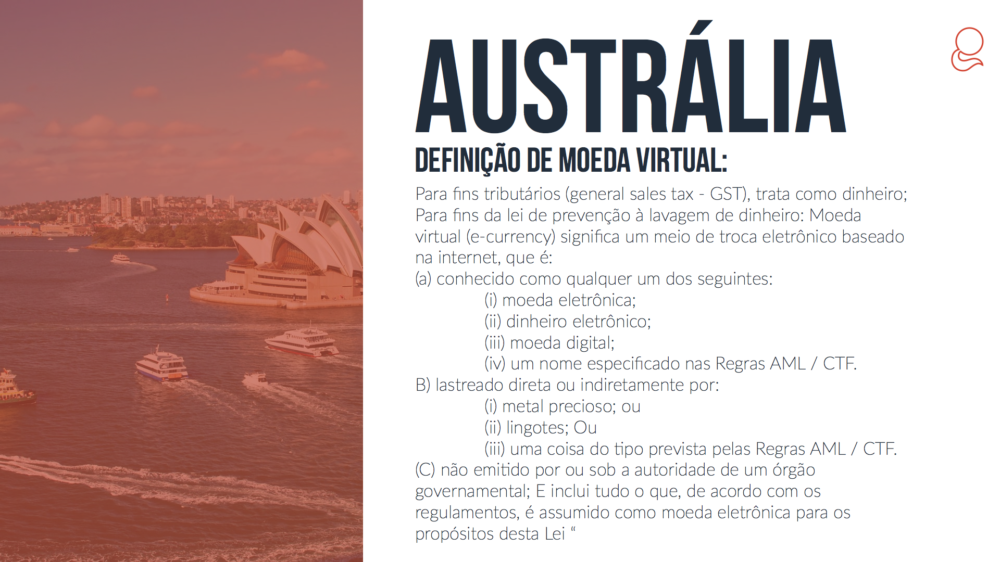 AUSTRÁLIA
DEFINIÇÃO DE MOEDA VIRTUAL:
Para fins tributários (general sales tax - GST), trata como dinheiro;
Para fins da lei de prevenção à lavagem de dinheiro: Moeda
virtual (e-currency) significa um meio de troca eletrônico baseado
na internet, que é:
(a) conhecido como qualquer um dos seguintes:
(i) moeda eletrônica;
(ii) dinheiro eletrônico;
(iii) moeda digital;
(iv) um nome especificado nas Regras AML / CTF.
B) lastreado direta ou indiretamente por:
(i) metal precioso; ou
(ii) lingotes; Ou
(iii) uma coisa do tipo prevista pelas Regras AML / CTF.
(C) não emitido por ou sob a autoridade de um órgão
governamental; E inclui tudo o que, de acordo com os
regulamentos, é assumido como moeda eletrônica para os
propósitos desta Lei “